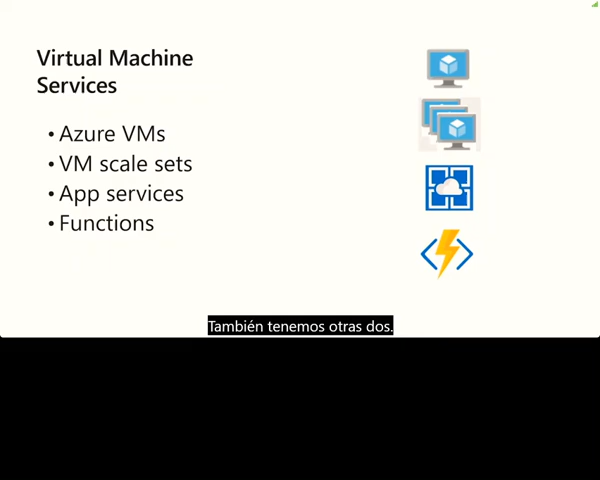 Virtual Machine
Services
• Azure VMs
• VM scale sets
• App services
• Functions
También tenemos otras dos.